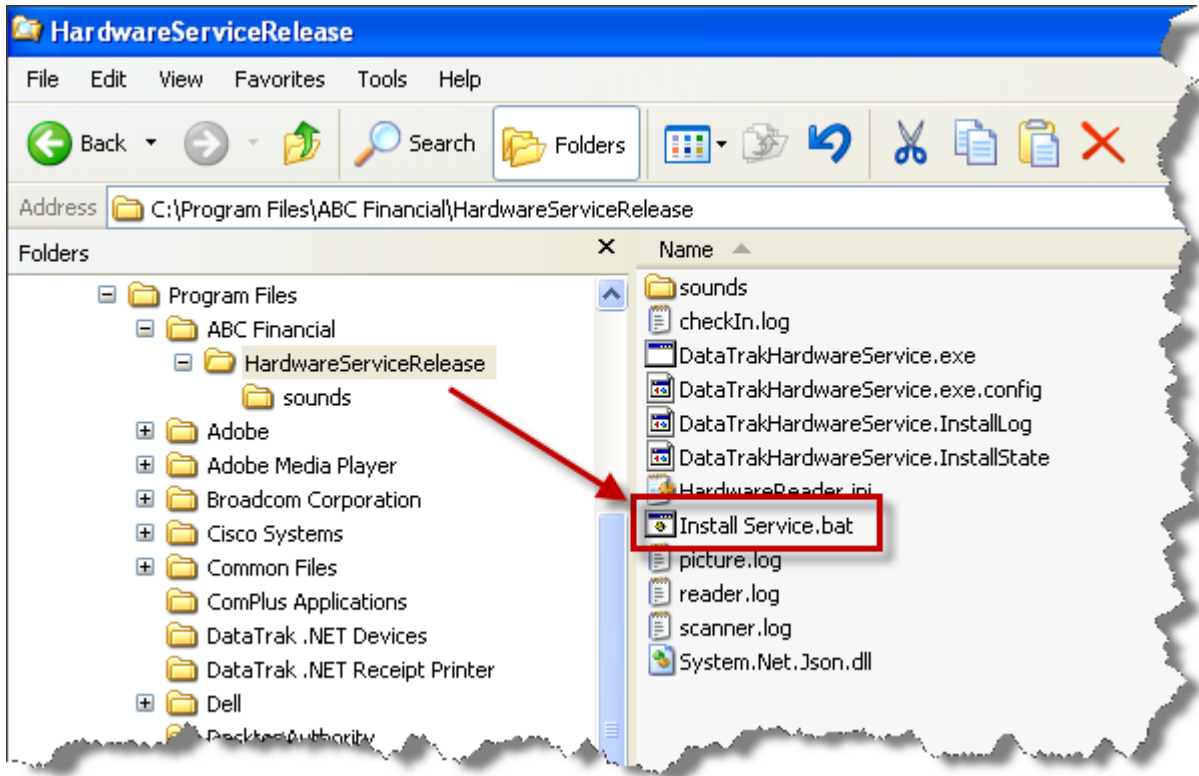 HardwareServiceRelease
File Edit View Favorites Tools Help
Back Search Folders
Address C:\Program Files\ABC Financial\HardwareServiceRelease
Folders
Program Files
ABC Financial
HardwareServiceRelease
sounds
Adobe
Adobe Media Player
Broadcom Corporation
Cisco Systems
Common Files
ComPlus Applications
DataTrak .NET Devices
DataTrak .NET Receipt Printer
Dell
DesktopAuthority
Name
sounds
checkIn.log
DataTrakHardwareService.exe
DataTrakHardwareService.exe.config
DataTrakHardwareService.InstallLog
DataTrakHardwareService.InstallState
HardwareReader.ini
Install Service.bat
picture.log
reader.log
scanner.log
System.Net.Json.dll